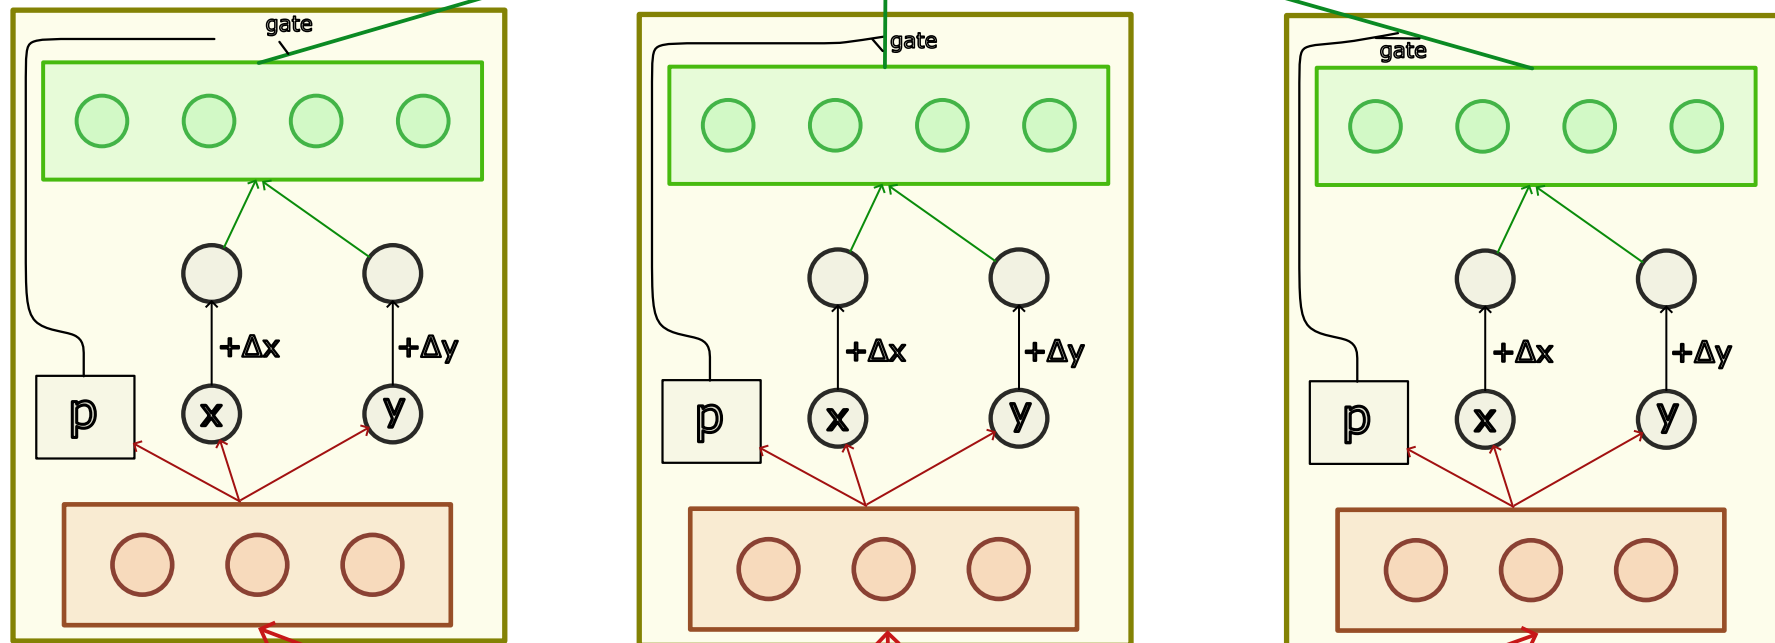 gate
gate
gate
+Δx +Δy
+Δx +Δy
+Δx +Δy
p x y
p x y
p x y